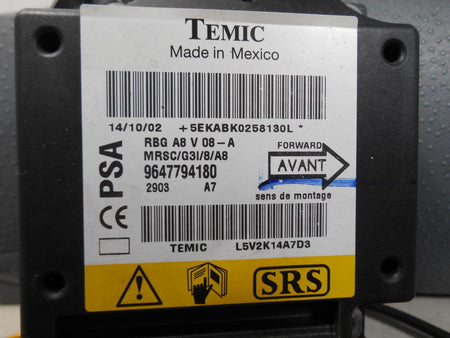 TEMIC
Made in Mexico
14/10/02 +5EKABK0258130L *
RBG A8 V 08-A
MRSC/G3I/8/A8
9647794180
2903 A7
PSA
CE
FORWARD
AVANT
sens de montage
TEMIC L5V2K14A7D3
SRS